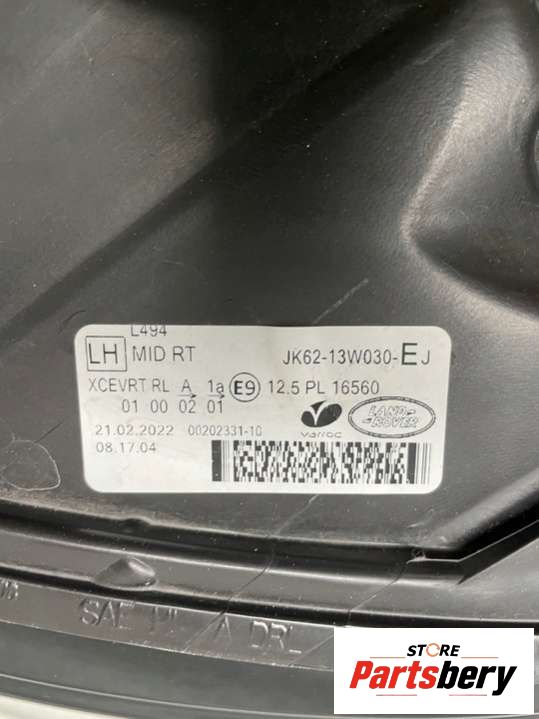 L494
LH MID RT JK62-13W030-EJ
XCEVRT RL A 1a E9 12.5 PL 16560
01 00 02 01
21.02.2022 00202331-10
08.17.04
varroc
LAND-ROVER
SAE PL A DRL
STORE
Partsbery